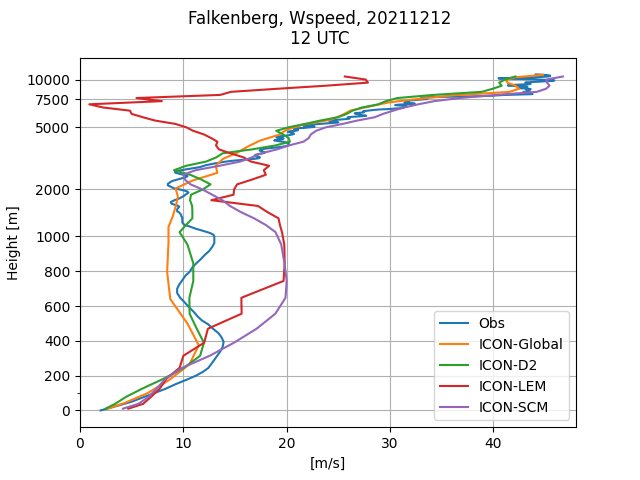 Falkenberg, Wspeed, 20211212
12 UTC
10000
7500
5000
2000
1000
800
600
400
200
0
Height [m]
Obs
ICON-Global
ICON-D2
ICON-LEM
ICON-SCM
0 10 20 30 40
[m/s]